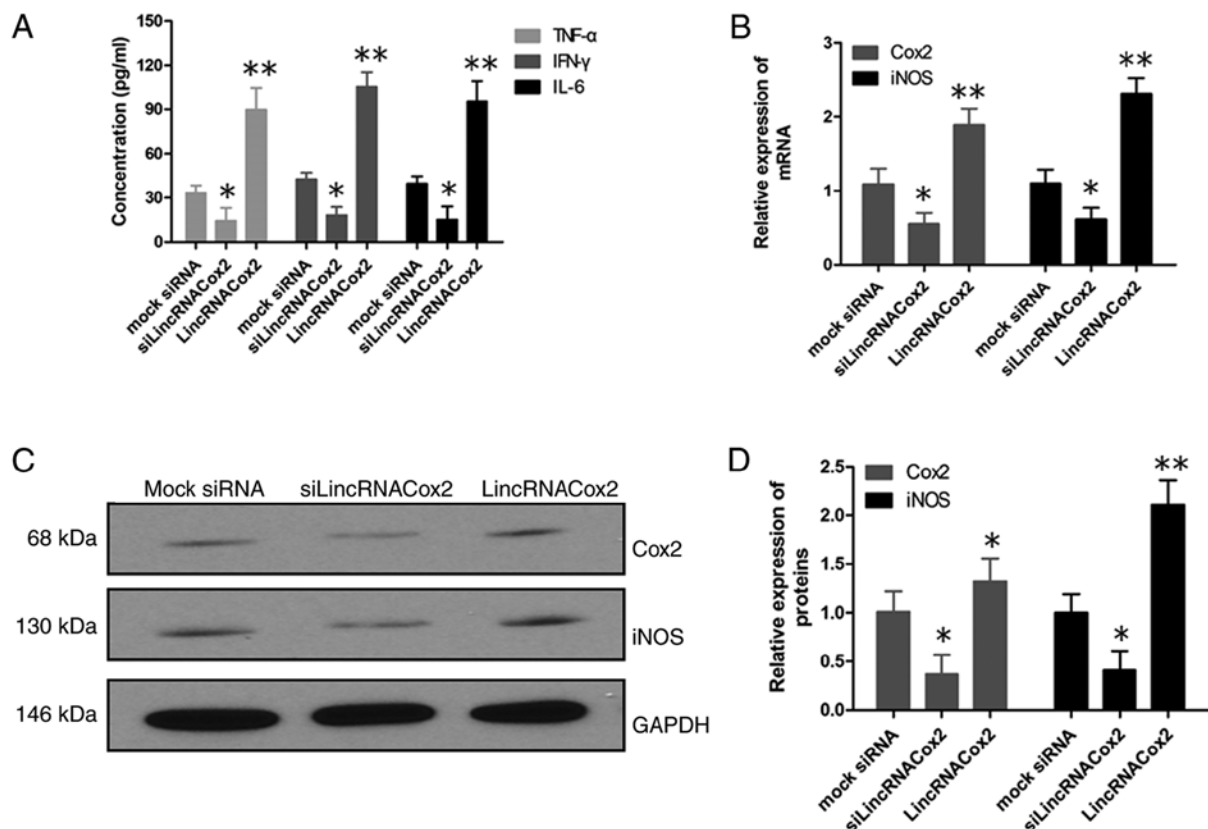 A
Concentration (pg/ml)
150
120
90
60
30
0
TNF-α
IFN-γ
IL-6
**
**
**
*
*
*
mock siRNA
siLincRNACox2
LincRNACox2
mock siRNA
siLincRNACox2
LincRNACox2
mock siRNA
siLincRNACox2
LincRNACox2
B
Relative expression of
mRNA
3
2
1
0
Cox2
iNOS
**
**
*
*
mock siRNA
siLincRNACox2
LincRNACox2
mock siRNA
siLincRNACox2
LincRNACox2
C
Mock siRNA siLincRNACox2 LincRNACox2
68 kDa Cox2
130 kDa iNOS
146 kDa GAPDH
D
Relative expression of
proteins
2.5
2.0
1.5
1.0
0.5
0.0
Cox2
iNOS
**
*
*
*
mock siRNA
siLincRNACox2
LincRNACox2
mock siRNA
siLincRNACox2
LincRNACox2